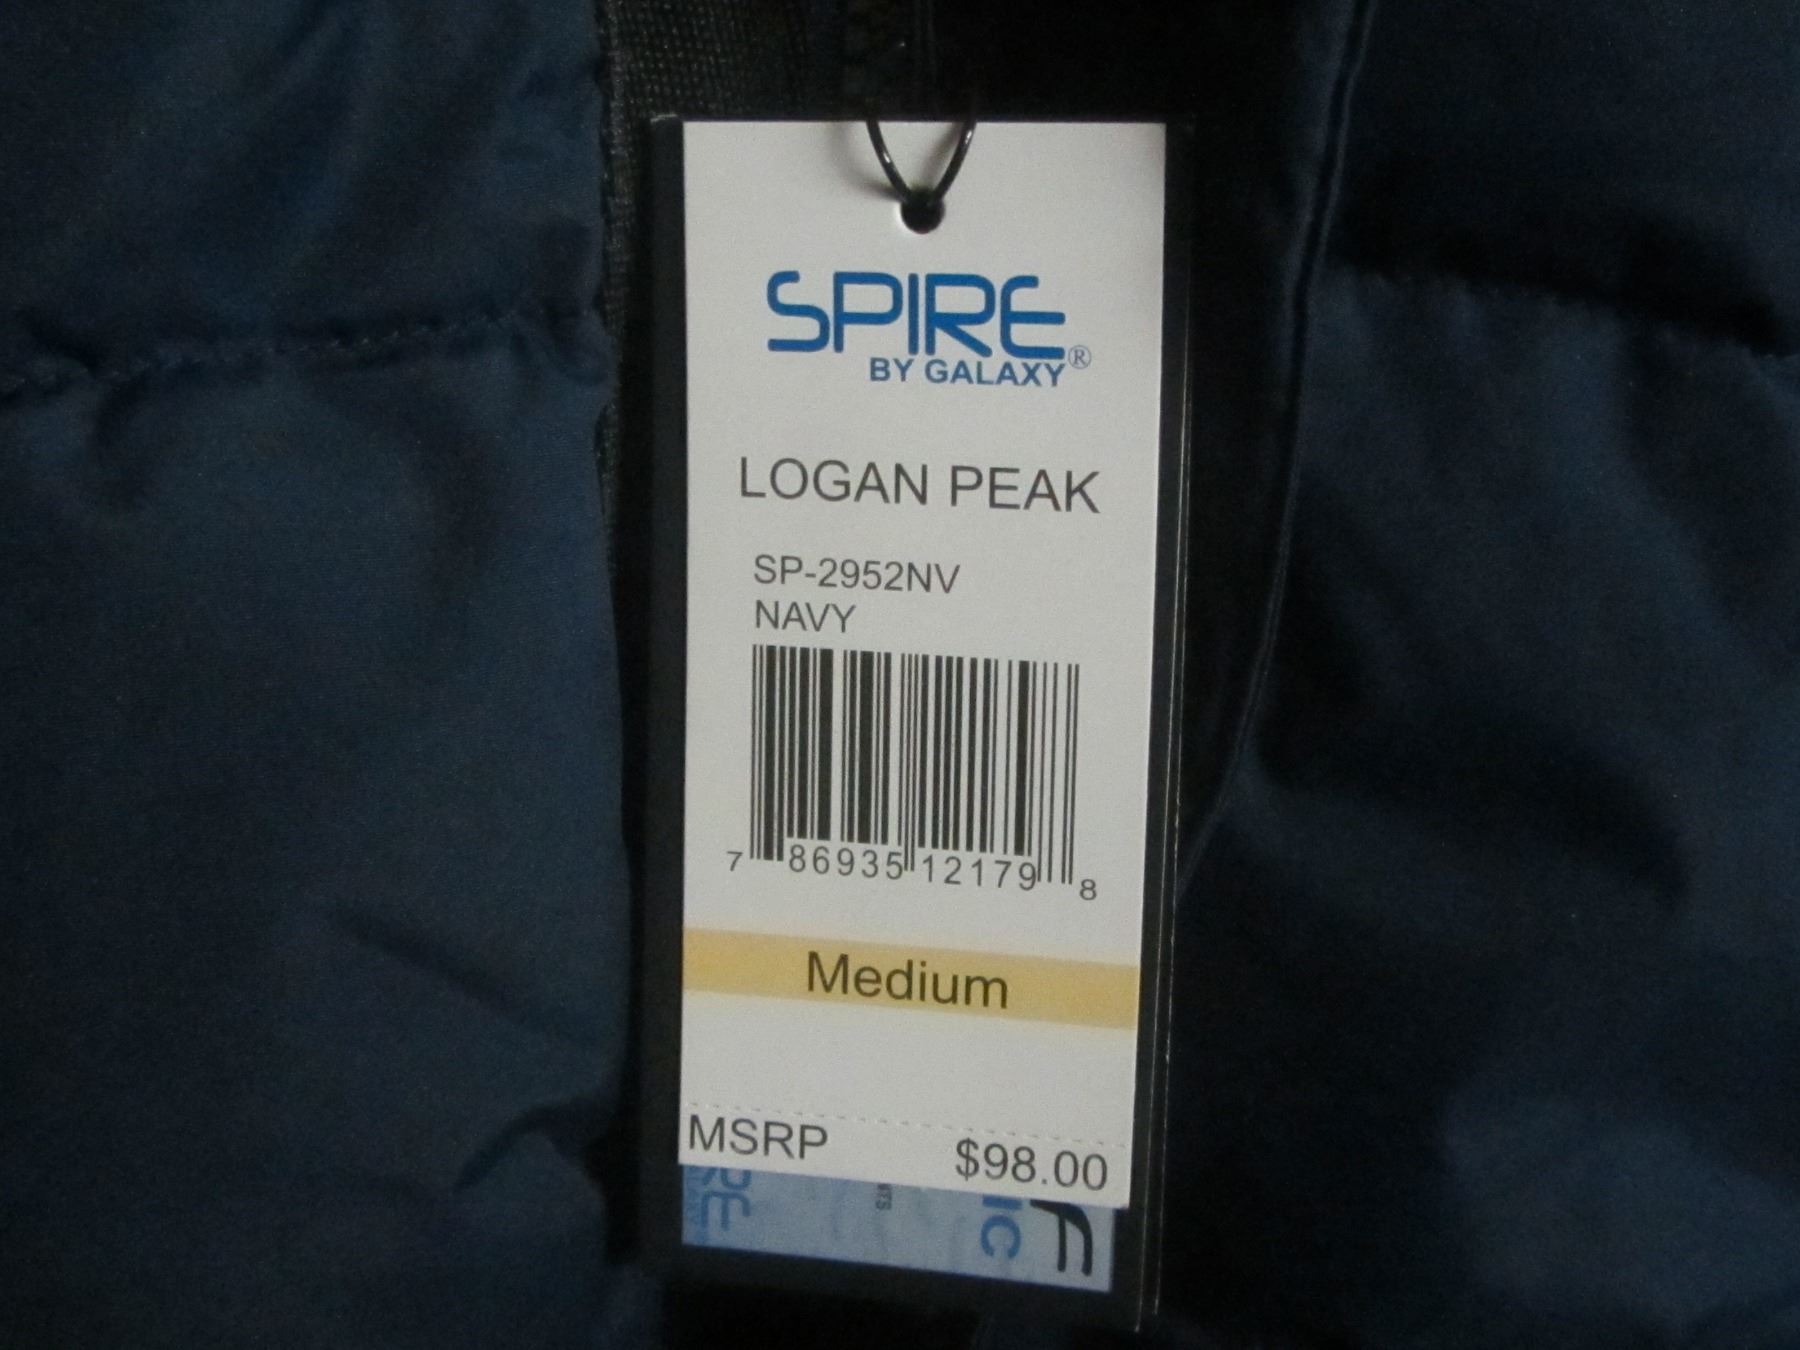 SPIRE
BY GALAXY®
LOGAN PEAK
SP-2952NV
NAVY
7 86935 12179 8
Medium
MSRP $98.00